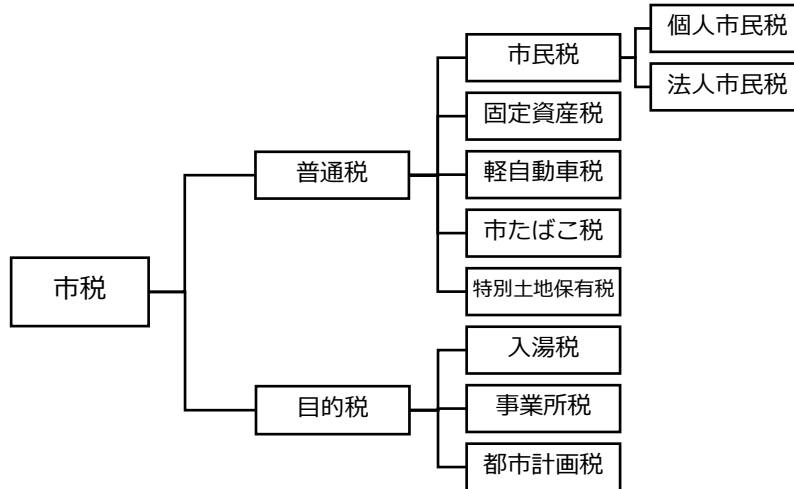 市税
普通税
市民税
個人市民税
法人市民税
固定資産税
軽自動車税
市たばこ税
特別土地保有税
目的税
入湯税
事業所税
都市計画税